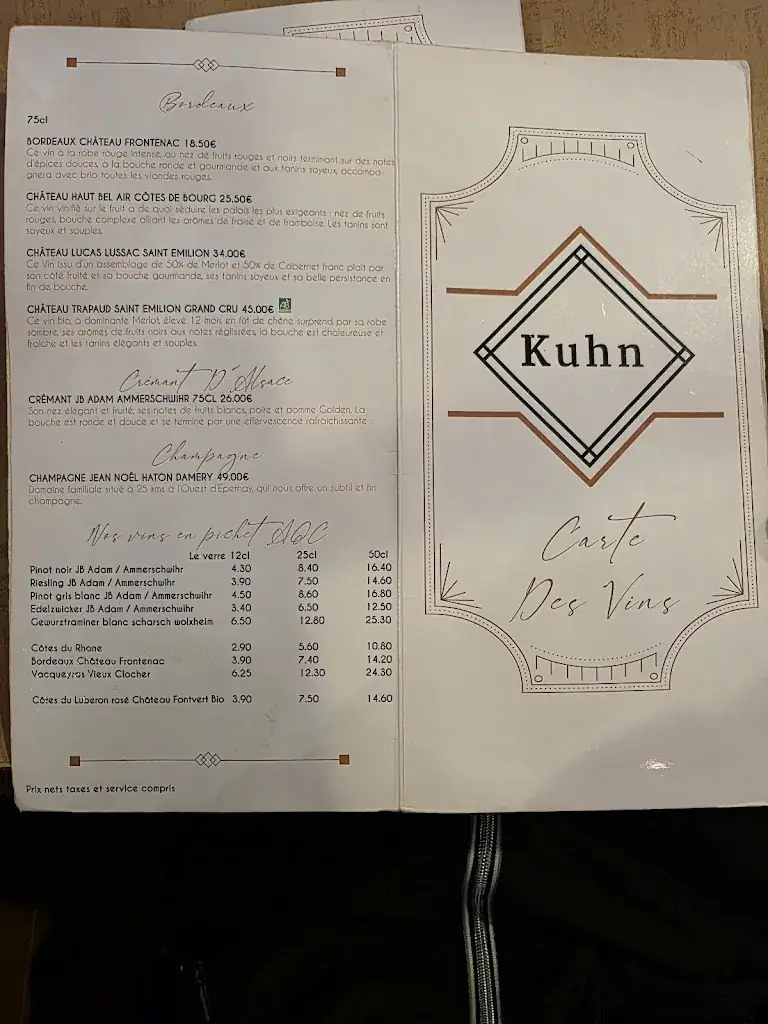 Bordeaux
75cl
BORDEAUX CHÂTEAU FRONTENAC 18.50€
Ce vin à la robe rouge intense, au nez de fruits rouges et noirs terminant sur des notes
d'épices douces, à la bouche ronde et gourmande et aux tanins soyeux, accompa-
gnera avec brio toutes les viandes rouges.
CHÂTEAU HAUT BEL AIR CÔTES DE BOURG 25.50€
Ce vin vinifié sur le fruit a de quoi séduire les palais les plus exigeants : nez de fruits
rouges, bouche complexe alliant les arômes de fraise et de framboise. Les tanins sont
soyeux et souples.
CHÂTEAU LUCAS LUSSAC SAINT EMILION 34.00€
Ce Vin issu d'un assemblage de 50% de Merlot et 50% de Cabernet franc plaît par
son côté fruité et sa bouche gourmande, ses tanins soyeux et sa belle persistance en
fin de bouche.
CHÂTEAU TRAPAUD SAINT EMILION GRAND CRU 45.00€ AB
Ce vin bio, à dominante Merlot, élevé 12 mois en fût de chêne surprend par sa robe
sombre, ses arômes de fruits noirs aux notes réglissées, la bouche est chaleureuse et
fraîche et les tanins élégants et souples.
Crémant D'Alsace
CRÉMANT JB ADAM AMMERSCHWIHR 75CL 26.00€
Son nez élégant et fruité, ses notes de fruits blancs, poire et pomme Golden. La
bouche est ronde et douce et se termine par une effervescence rafraîchissante .
Champagne
CHAMPAGNE JEAN NOËL HATON DAMERY 49.00€
Domaine familiale situé à 25 kms à l'Ouest d'Epernay, qui nous offre un subtil et fin
champagne.
Nos vins en pichet AOC
Le verre 12cl 25cl 50cl
Pinot noir JB Adam / Ammerschwihr 4.30 8.40 16.40
Riesling JB Adam / Ammerschwihr 3.90 7.50 14.60
Pinot gris blanc JB Adam / Ammerschwihr 4.50 8.60 16.80
Edelzwicker JB Adam / Ammerschwihr 3.40 6.50 12.50
Gewurztraminer blanc scharsch wolxheim 6.50 12.80 25.30
Côtes du Rhone 2.90 5.60 10.80
Bordeaux Château Frontenac 3.90 7.40 14.20
Vacqueyras Vieux Clocher 6.25 12.30 24.30
Côtes du Luberon rosé Château Fontvert Bio 3.90 7.50 14.60
Prix nets taxes et service compris
Kuhn
Carte
Des Vins